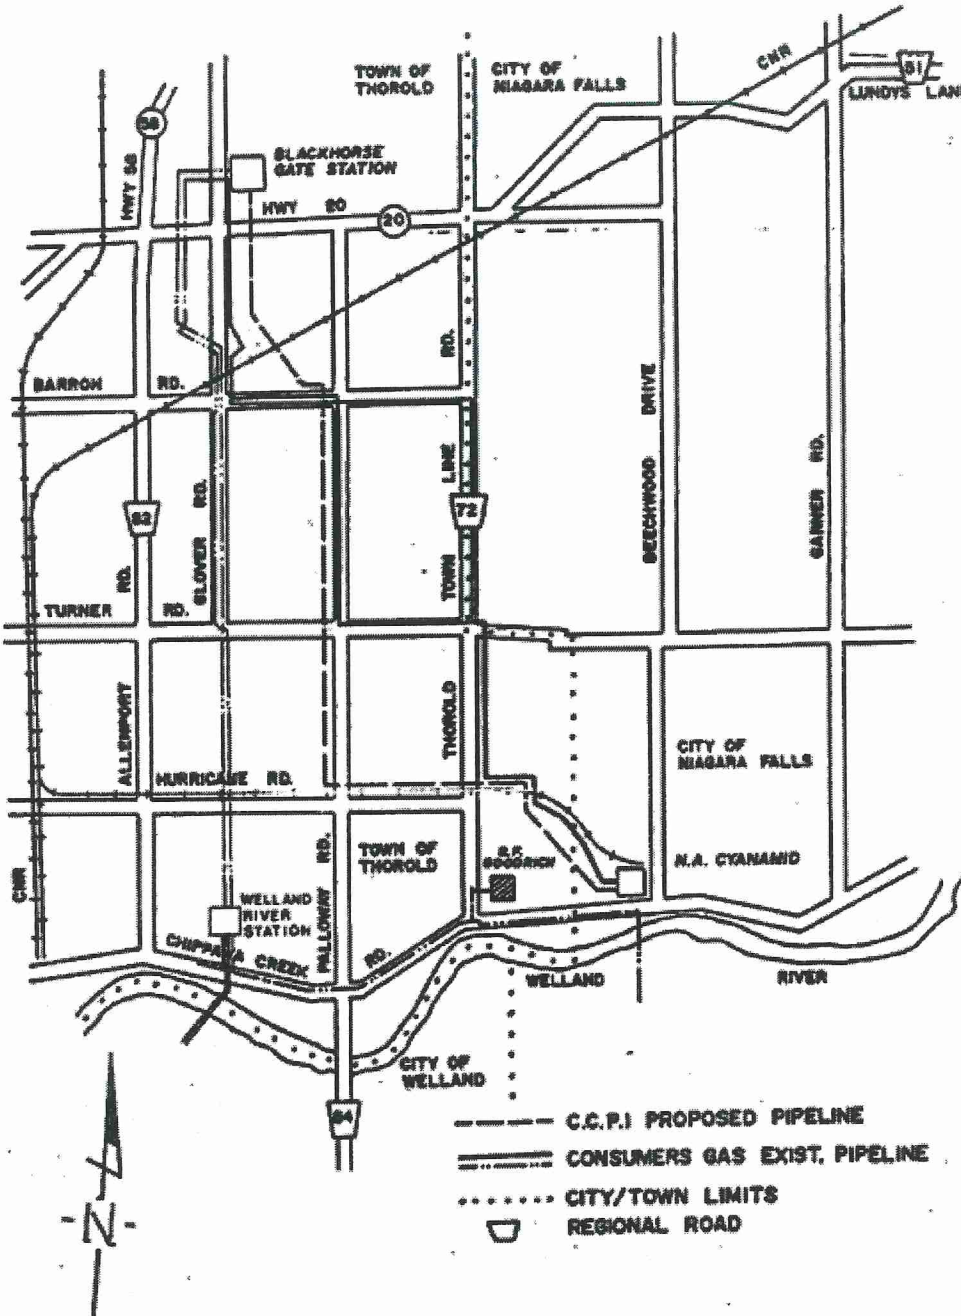 TOWN OF
THOROLD
CITY OF
NIAGARA FALLS
CNR
51
LUNDYS LANE
58
HWY 58
BLACKHORSE
GATE STATION
HWY 20
20
BARRON RD.
RD.
LINE
TOWN
THOROLD
72
BEECHWOOD DRIVE
GARNER RD.
82
GLOVER RD.
TURNER RD.
ALLENPORT RD.
HURRICANE RD.
CITY OF
NIAGARA FALLS
TOWN OF
THOROLD
B.F.
GOODRICH
N.A. CYANAMID
CNR
WELLAND
RIVER
STATION
PALLOWAY RD.
CHIPPAWA CREEK RD.
WELLAND RIVER
CITY OF
WELLAND
84
C.C.P.I PROPOSED PIPELINE
CONSUMERS GAS EXIST. PIPELINE
CITY/TOWN LIMITS
REGIONAL ROAD
-N-